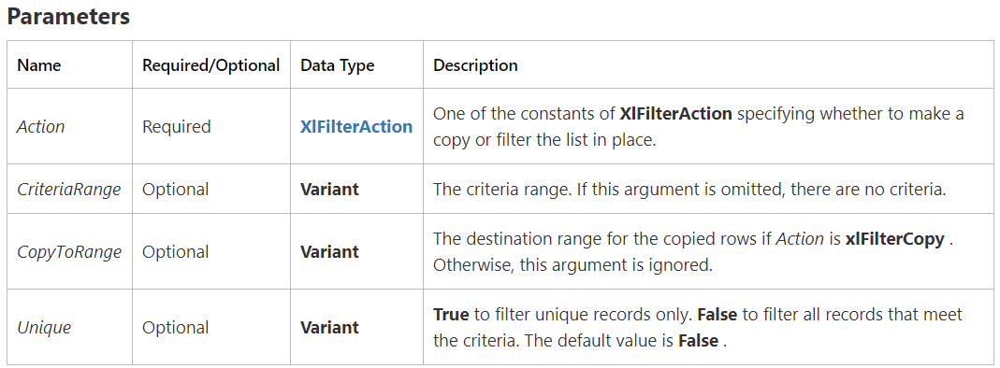 Parameters
Name Required/Optional Data Type Description
Action Required XlFilterAction One of the constants of XlFilterAction specifying whether to make a
copy or filter the list in place.
CriteriaRange Optional Variant The criteria range. If this argument is omitted, there are no criteria.
CopyToRange Optional Variant The destination range for the copied rows if Action is xlFilterCopy .
Otherwise, this argument is ignored.
Unique Optional Variant True to filter unique records only. False to filter all records that meet
the criteria. The default value is False .